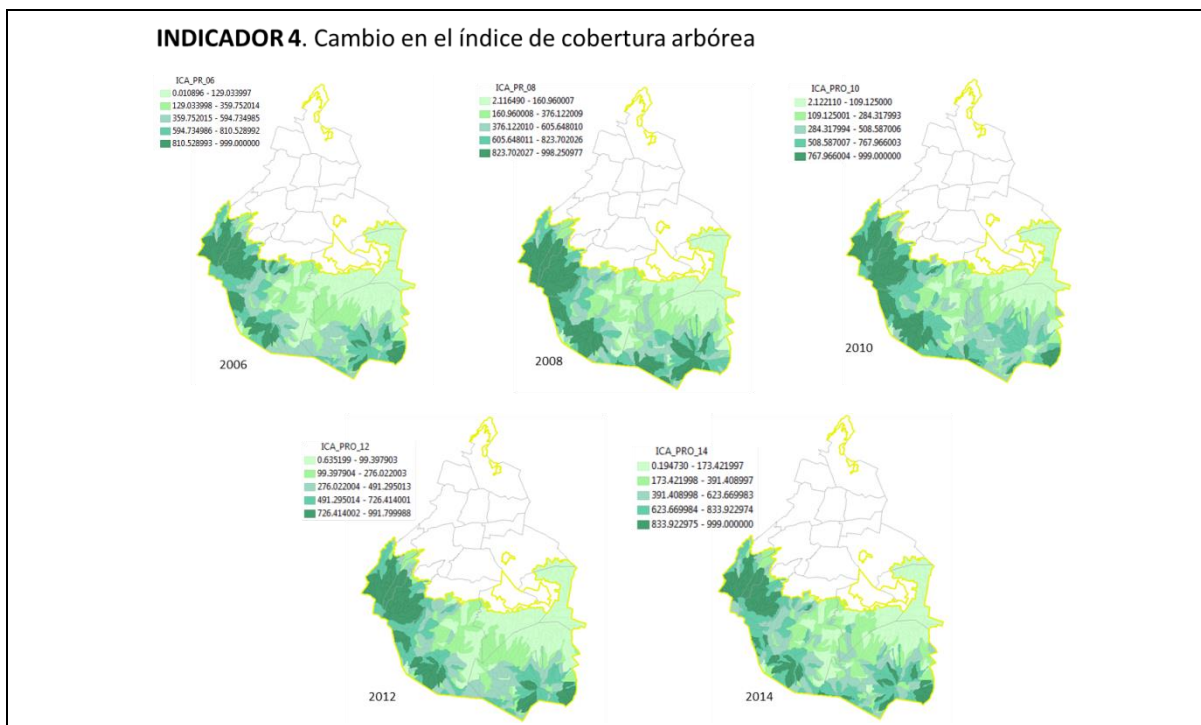 INDICADOR 4. Cambio en el índice de cobertura arbórea
ICA_PR_06
0.010896 - 129.033997
129.033998 - 359.752014
359.752015 - 594.734985
594.734986 - 810.528992
810.528993 - 999.000000
2006
ICA_PR_08
2.116490 - 160.960007
160.960008 - 376.122009
376.122010 - 605.648010
605.648011 - 823.702026
823.702027 - 998.250977
2008
ICA_PRO_10
2.122110 - 109.125000
109.125001 - 284.317993
284.317994 - 508.587006
508.587007 - 767.966003
767.966004 - 999.000000
2010
ICA_PRO_12
0.635199 - 99.397903
99.397904 - 276.022003
276.022004 - 491.295013
491.295014 - 726.414001
726.414002 - 991.799988
2012
ICA_PRO_14
0.194730 - 173.421997
173.421998 - 391.408997
391.408998 - 623.669983
623.669984 - 833.922974
833.922975 - 999.000000
2014